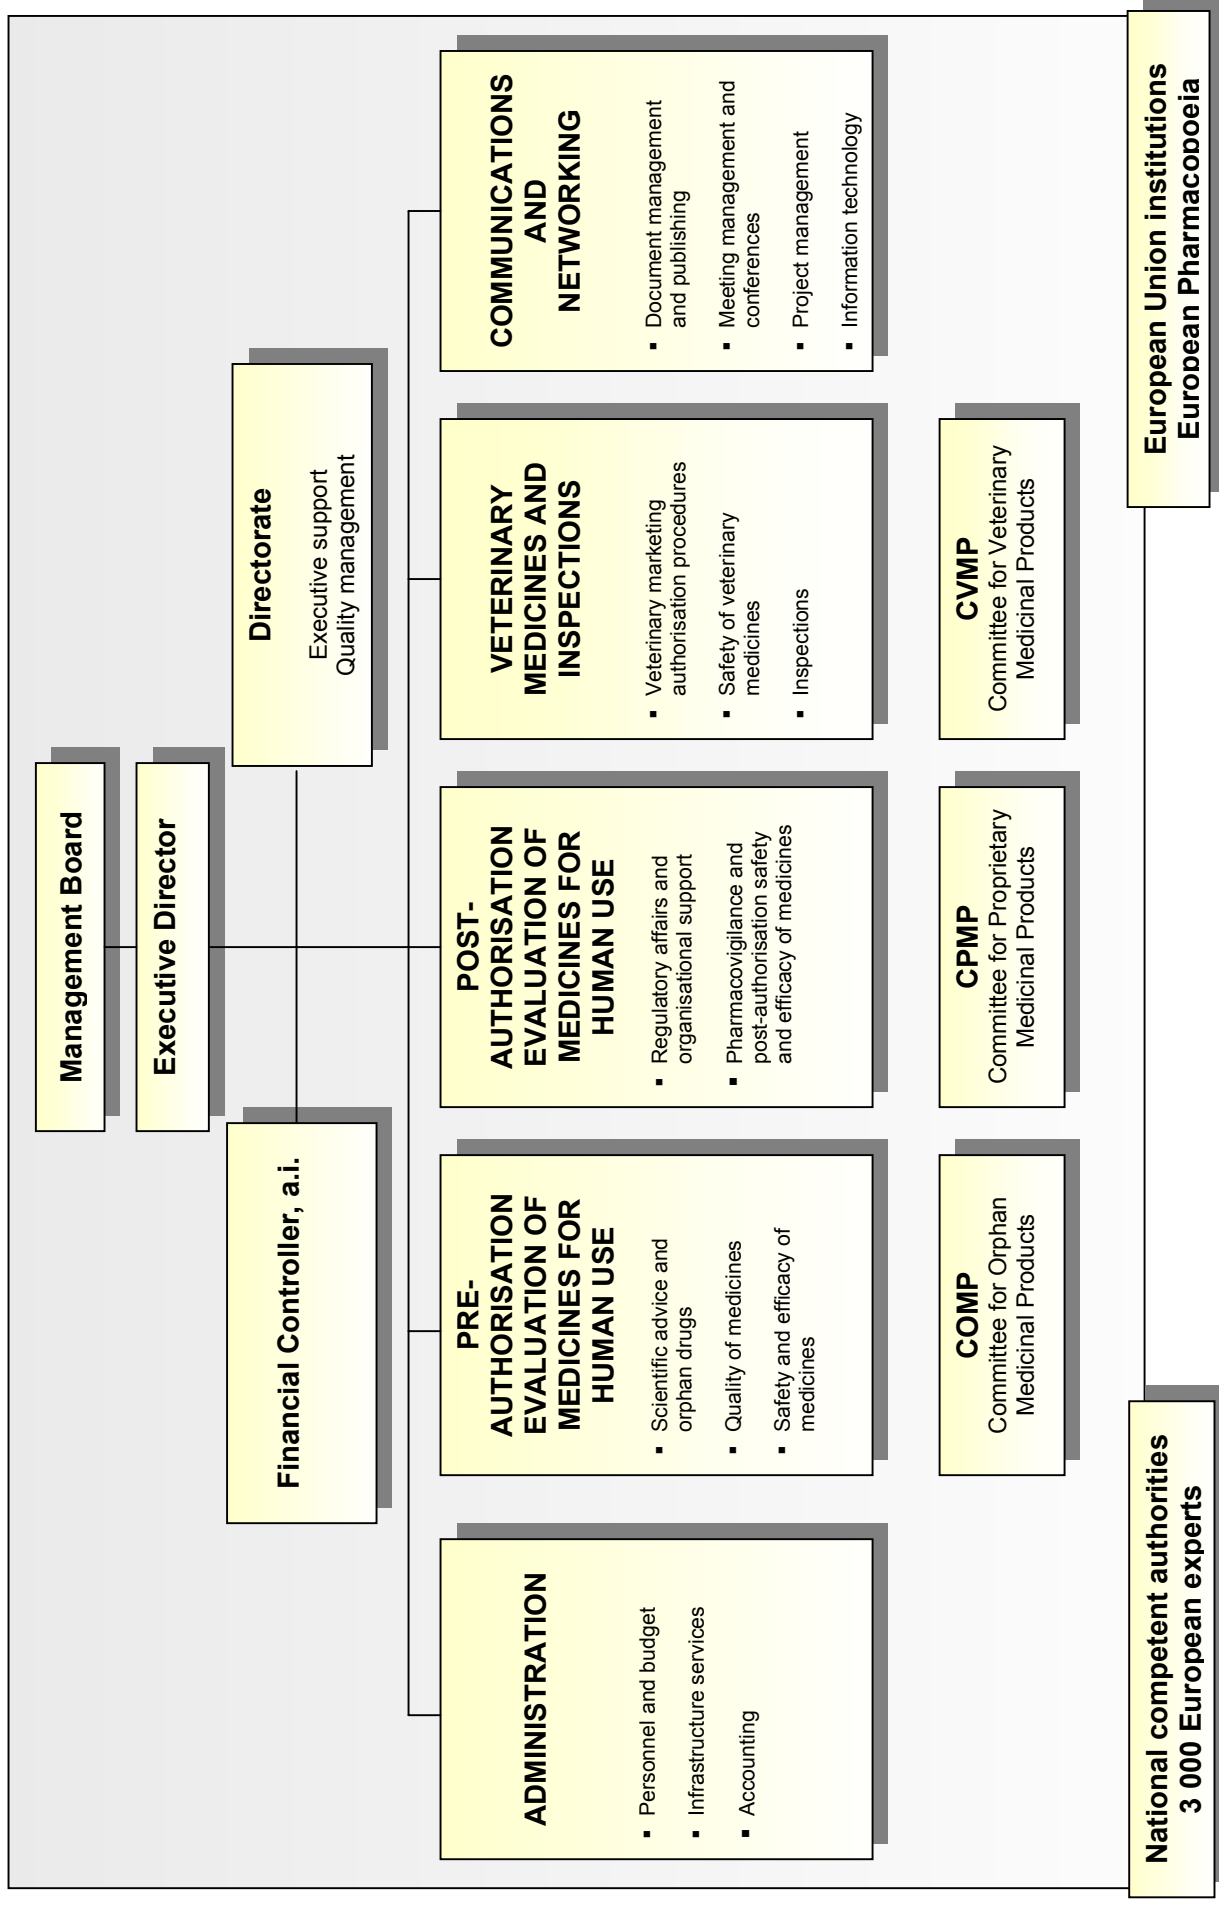 Management Board
Executive Director
Financial Controller, a.i.
Directorate
Executive support
Quality management
ADMINISTRATION
▪ Personnel and budget
▪ Infrastructure services
▪ Accounting
PRE-
AUTHORISATION
EVALUATION OF
MEDICINES FOR
HUMAN USE
▪ Scientific advice and
orphan drugs
▪ Quality of medicines
▪ Safety and efficacy of
medicines
POST-
AUTHORISATION
EVALUATION OF
MEDICINES FOR
HUMAN USE
▪ Regulatory affairs and
organisational support
▪ Pharmacovigilance and
post-authorisation safety
and efficacy of medicines
VETERINARY
MEDICINES AND
INSPECTIONS
▪ Veterinary marketing
authorisation procedures
▪ Safety of veterinary
medicines
▪ Inspections
COMMUNICATIONS
AND
NETWORKING
▪ Document management
and publishing
▪ Meeting management and
conferences
▪ Project management
▪ Information technology
COMP
Committee for Orphan
Medicinal Products
CPMP
Committee for Proprietary
Medicinal Products
CVMP
Committee for Veterinary
Medicinal Products
National competent authorities
3 000 European experts
European Union institutions
European Pharmacopoeia